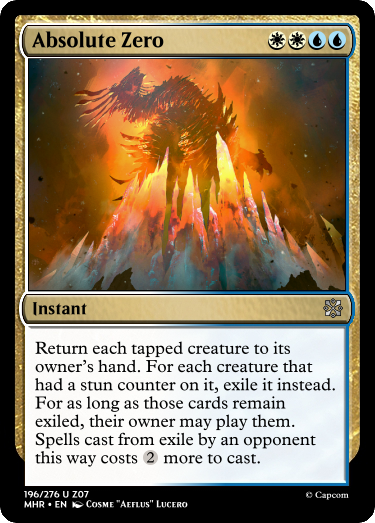 Absolute Zero
Instant
Return each tapped creature to its
owner's hand. For each creature that
had a stun counter on it, exile it instead.
For as long as those cards remain
exiled, their owner may play them.
Spells cast from exile by an opponent
this way costs 2 more to cast.
196/276 U Z07
MHR • EN Cosme "Aeflus" Lucero
© Capcom